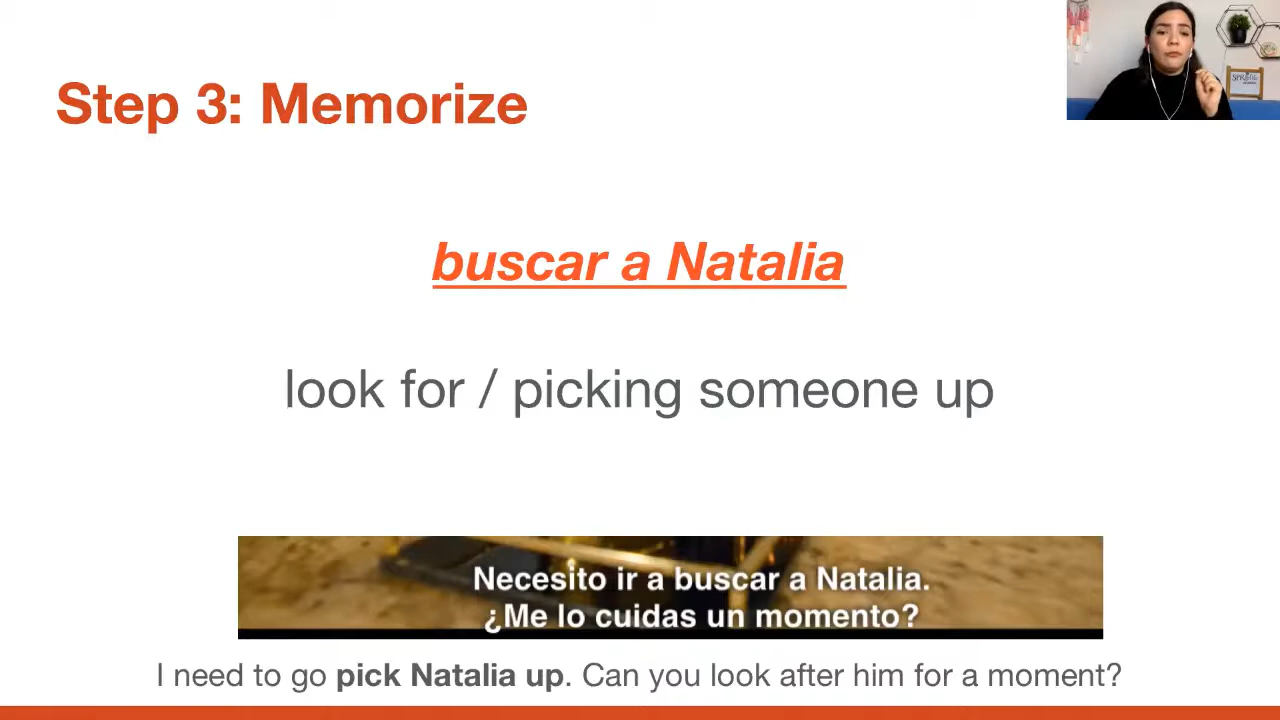 Step 3: Memorize
buscar a Natalia
look for / picking someone up
Necesito ir a buscar a Natalia.
¿Me lo cuidas un momento?
I need to go pick Natalia up. Can you look after him for a moment?